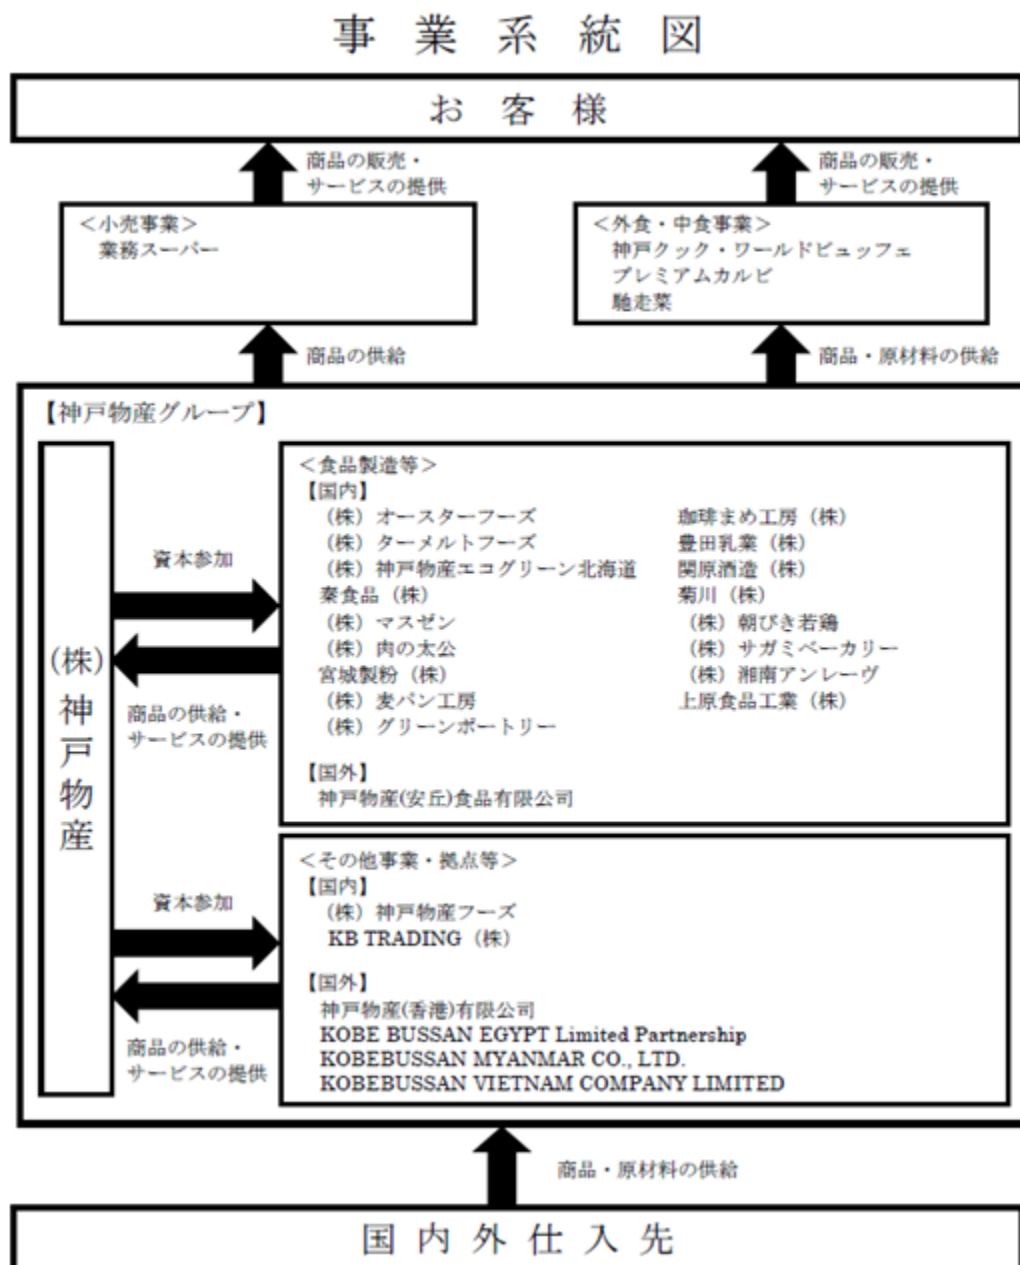 事業系統図
お客様
商品の販売・
サービスの提供
商品の販売・
サービスの提供
＜小売事業＞
業務スーパー
＜外食・中食事業＞
神戸クック・ワールドビュッフェ
プレミアムカルビ
馳走菜
商品の供給
商品・原材料の供給
【神戸物産グループ】
(株)神戸物産
資本参加
商品の供給・
サービスの提供
＜食品製造等＞
【国内】
（株）オースターフーズ
（株）ターメルトフーズ
（株）神戸物産エコグリーン北海道
秦食品（株）
（株）マスゼン
（株）肉の太公
宮城製粉（株）
（株）麦パン工房
（株）グリーンポートリー
珈琲まめ工房（株）
豊田乳業（株）
関原酒造（株）
菊川（株）
（株）朝びき若鶏
（株）サガミベーカリー
（株）湘南アンレーヴ
上原食品工業（株）
【国外】
神戸物産(安丘)食品有限公司
資本参加
商品の供給・
サービスの提供
＜その他事業・拠点等＞
【国内】
（株）神戸物産フーズ
KB TRADING（株）
【国外】
神戸物産(香港)有限公司
KOBE BUSSAN EGYPT Limited Partnership
KOBEBUSSAN MYANMAR CO., LTD.
KOBEBUSSAN VIETNAM COMPANY LIMITED
商品・原材料の供給
国内外仕入先